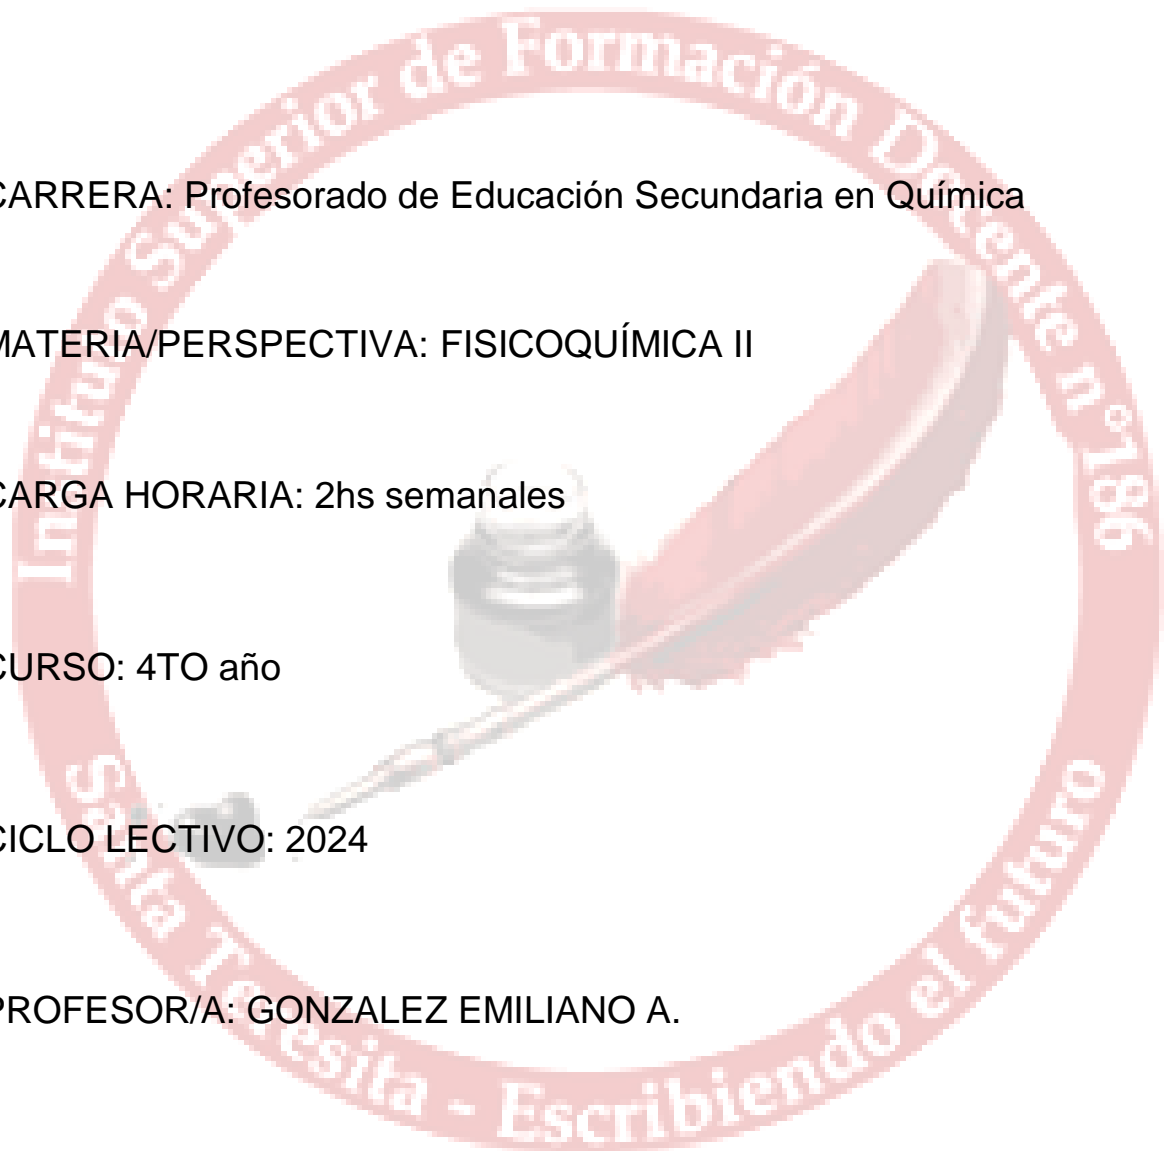 Instituto Superior de Formación Docente n°186
CARRERA: Profesorado de Educación Secundaria en Química
MATERIA/PERSPECTIVA: FISICOQUÍMICA II
CARGA HORARIA: 2hs semanales
CURSO: 4TO año
CICLO LECTIVO: 2024
PROFESOR/A: GONZALEZ EMILIANO A.
Santa Teresita - Escribiendo el futuro